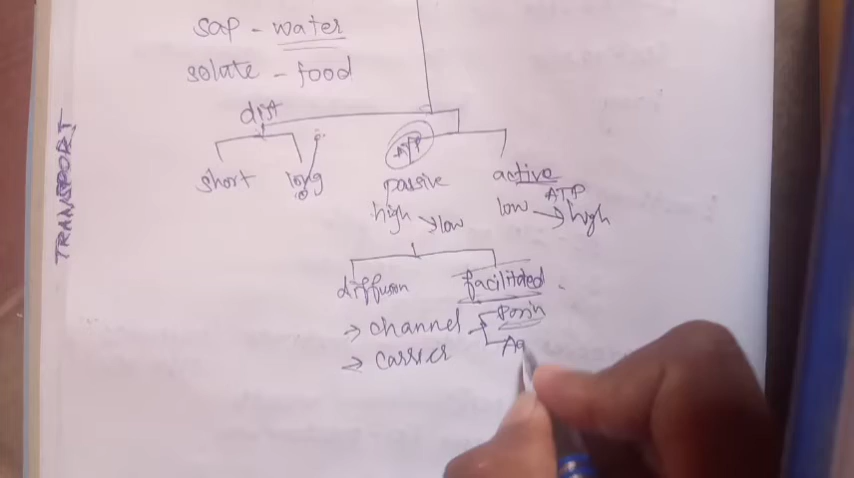 TRANSPORT
sap - water
solute - food
dist
short long
passive active
ATP
high → low low → high
diffusion facilitated
→ channel Porin
→ carrier Aq